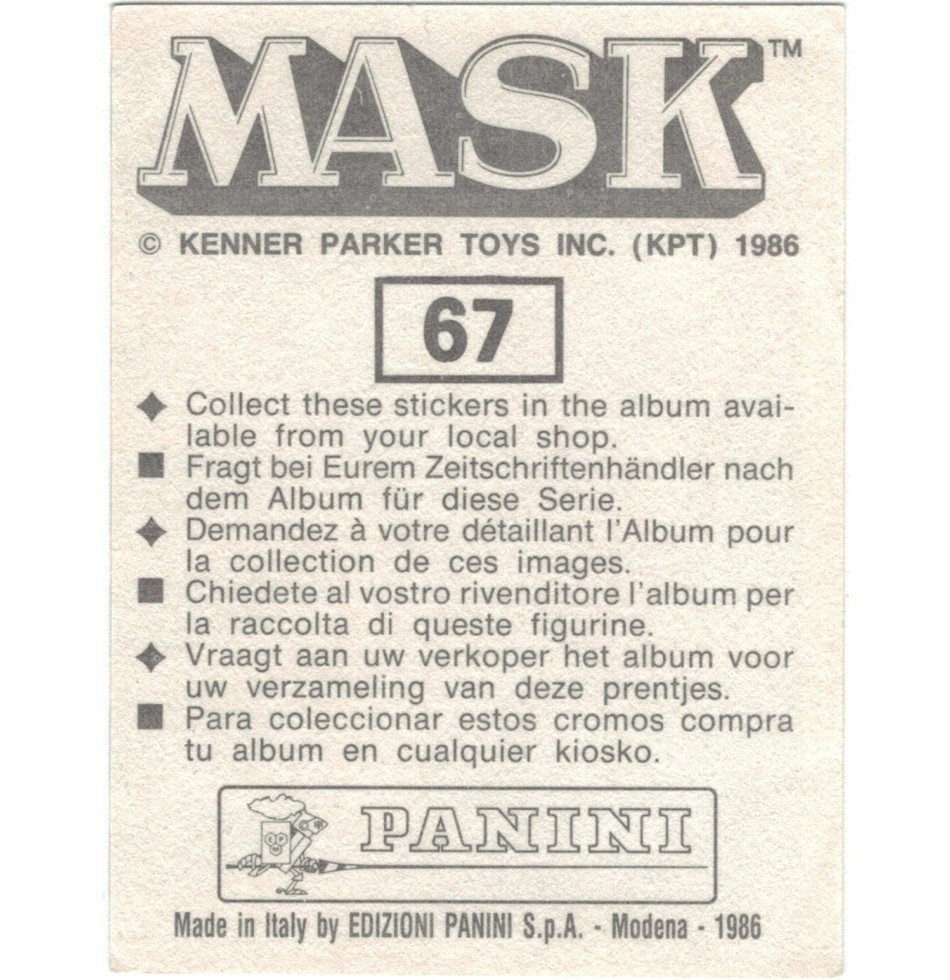 MASK™
© KENNER PARKER TOYS INC. (KPT) 1986
67
Collect these stickers in the album avai-
lable from your local shop.
Fragt bei Eurem Zeitschriftenhändler nach
dem Album für diese Serie.
Demandez à votre détaillant l'Album pour
la collection de ces images.
Chiedete al vostro rivenditore l'album per
la raccolta di queste figurine.
Vraagt aan uw verkoper het album voor
uw verzameling van deze prentjes.
Para coleccionar estos cromos compra
tu album en cualquier kiosko.
PANINI
Made in Italy by EDIZIONI PANINI S.p.A. - Modena - 1986